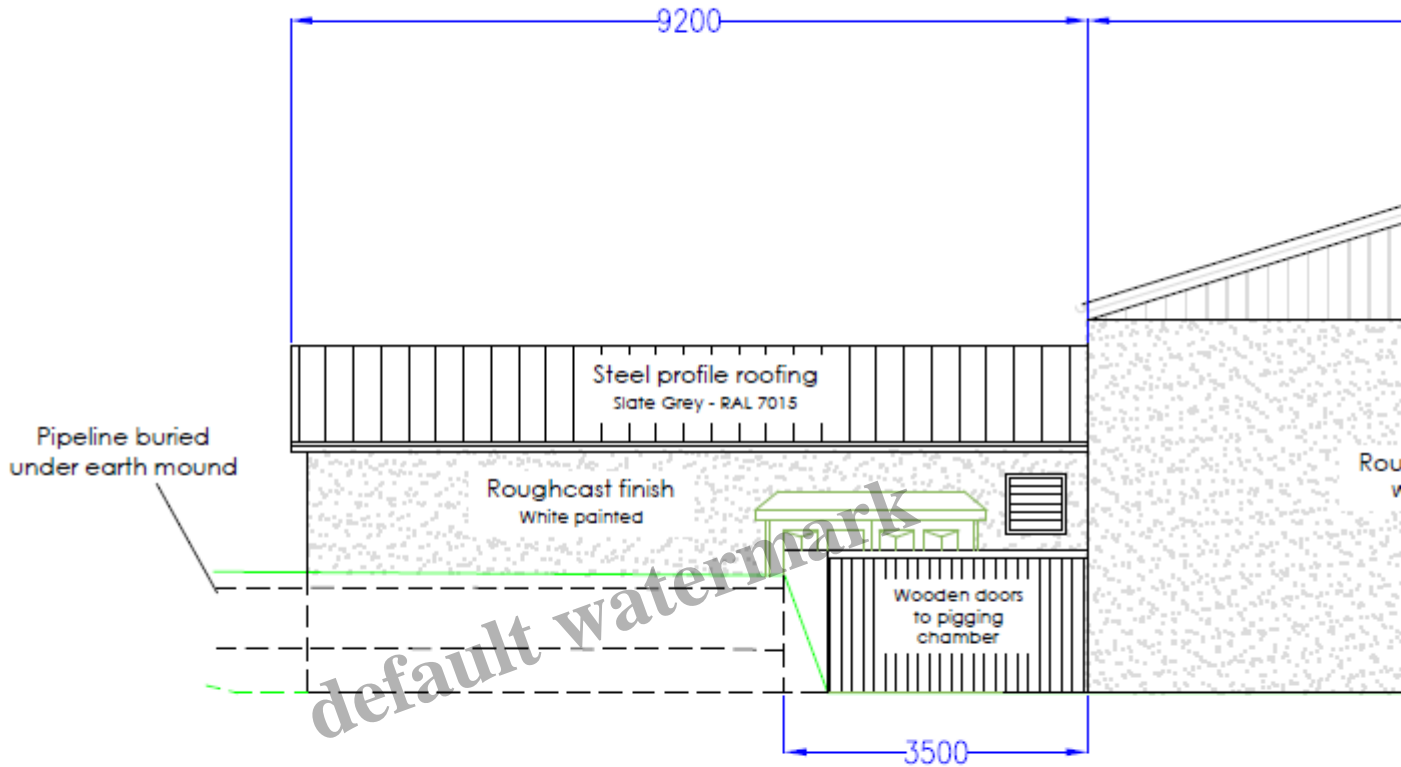 9200
Steel profile roofing
Slate Grey - RAL 7015
Pipeline buried
under earth mound
Roughcast finish
White painted
Wooden doors
to pigging
chamber
3500
default watermark